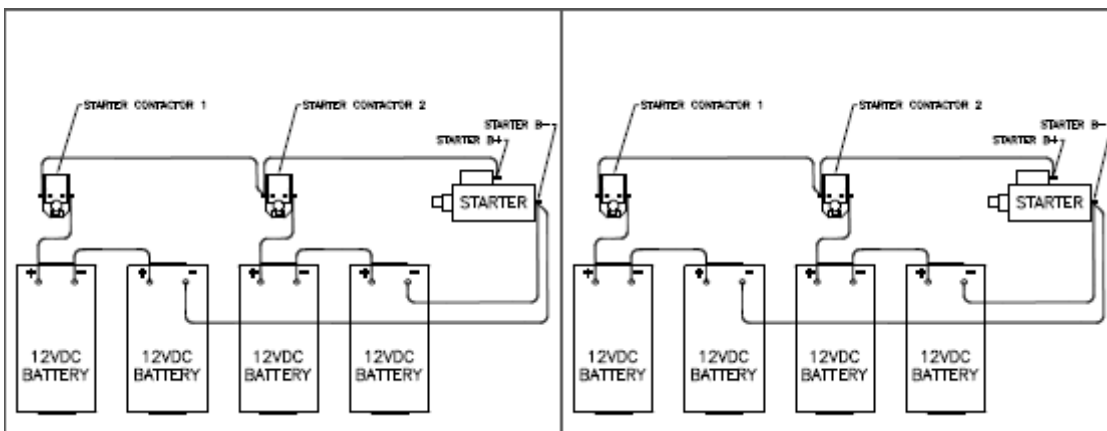 STARTER CONTACTOR 1
STARTER CONTACTOR 2
STARTER B-
STARTER B+
STARTER
+ - + - + - + -
12VDC BATTERY
12VDC BATTERY
12VDC BATTERY
12VDC BATTERY
STARTER CONTACTOR 1
STARTER CONTACTOR 2
STARTER B-
STARTER B+
STARTER
+ - + - + - + -
12VDC BATTERY
12VDC BATTERY
12VDC BATTERY
12VDC BATTERY